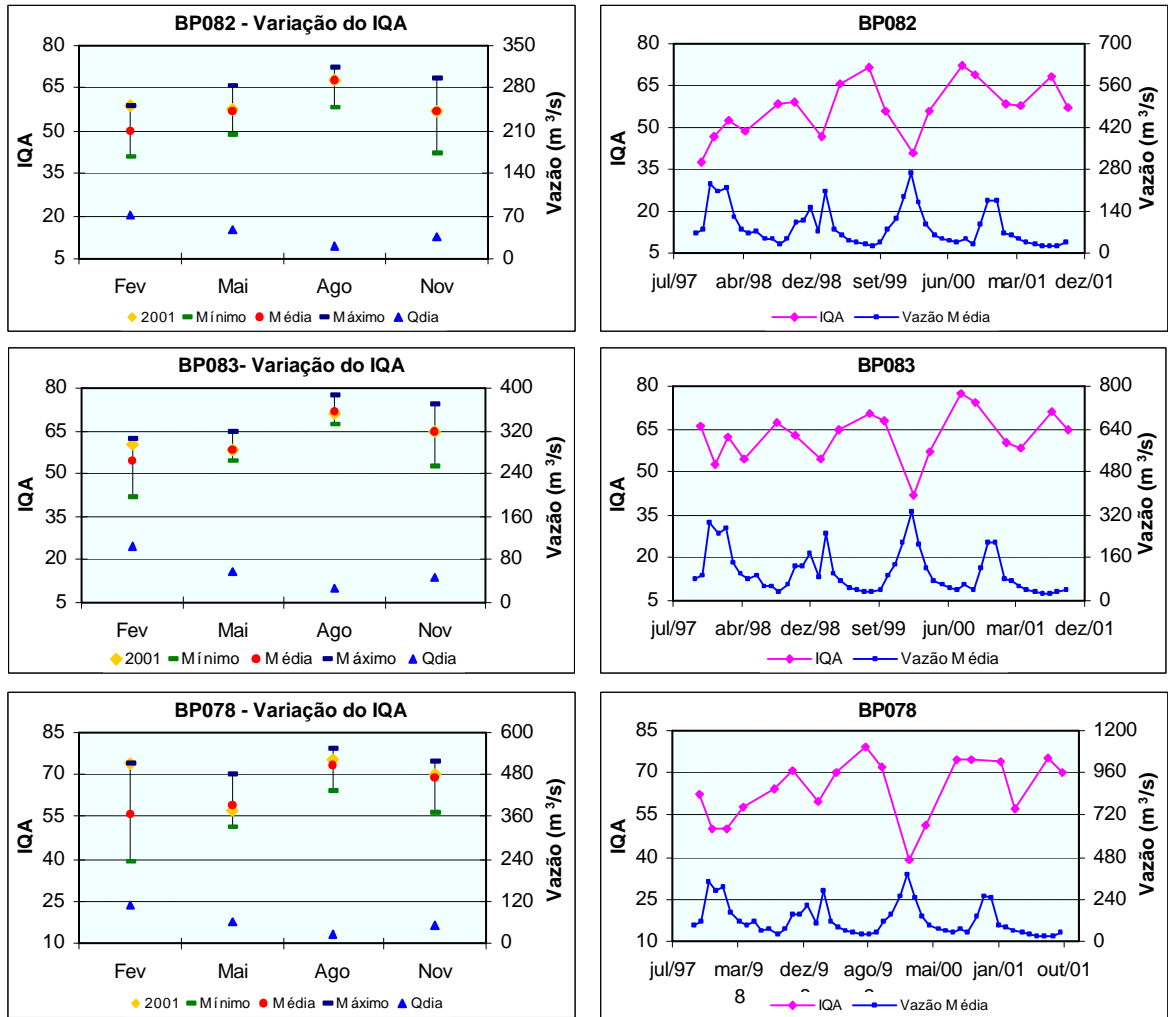 BP082 - Variação do IQA
80
65
50
35
20
5
IQA
350
280
210
140
70
0
Vazão (m³/s)
Fev Mai Ago Nov
2001 Mínimo Média Máximo Qdia
BP082
80
65
50
35
20
5
IQA
700
560
420
280
140
0
Vazão (m³/s)
jul/97 abr/98 dez/98 set/99 jun/00 mar/01 dez/01
IQA Vazão Média
BP083- Variação do IQA
80
65
50
35
20
5
IQA
400
320
240
160
80
0
Vazão (m³/s)
Fev Mai Ago Nov
2001 Mínimo Média Máximo Qdia
BP083
80
65
50
35
20
5
IQA
800
640
480
320
160
0
Vazão (m³/s)
jul/97 abr/98 dez/98 set/99 jun/00 mar/01 dez/01
IQA Vazão Média
BP078 - Variação do IQA
85
70
55
40
25
10
IQA
600
480
360
240
120
0
Vazão (m³/s)
Fev Mai Ago Nov
2001 Mínimo Média Máximo Qdia
BP078
85
70
55
40
25
10
IQA
1200
960
720
480
240
0
Vazão (m³/s)
jul/97 mar/9 dez/9 ago/9 mai/00 jan/01 out/01
8
IQA Vazão Média